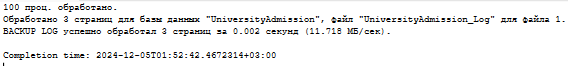 100 проц. обработано.
Обработано 3 страниц для базы данных "UniversityAdmission", файл "UniversityAdmission_Log" для файла 1.
BACKUP LOG успешно обработал 3 страниц за 0.002 секунд (11.718 МБ/сек).
Completion time: 2024-12-05T01:52:42.4672314+03:00